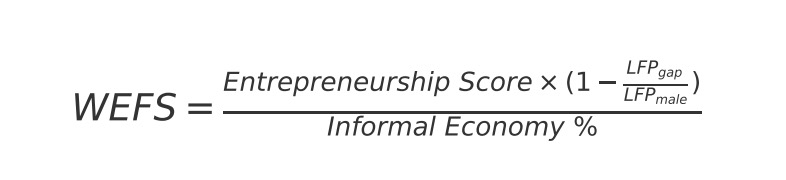 WEFS = Entrepreneurship Score × (1 − LFP_gap / LFP_male) / Informal Economy %